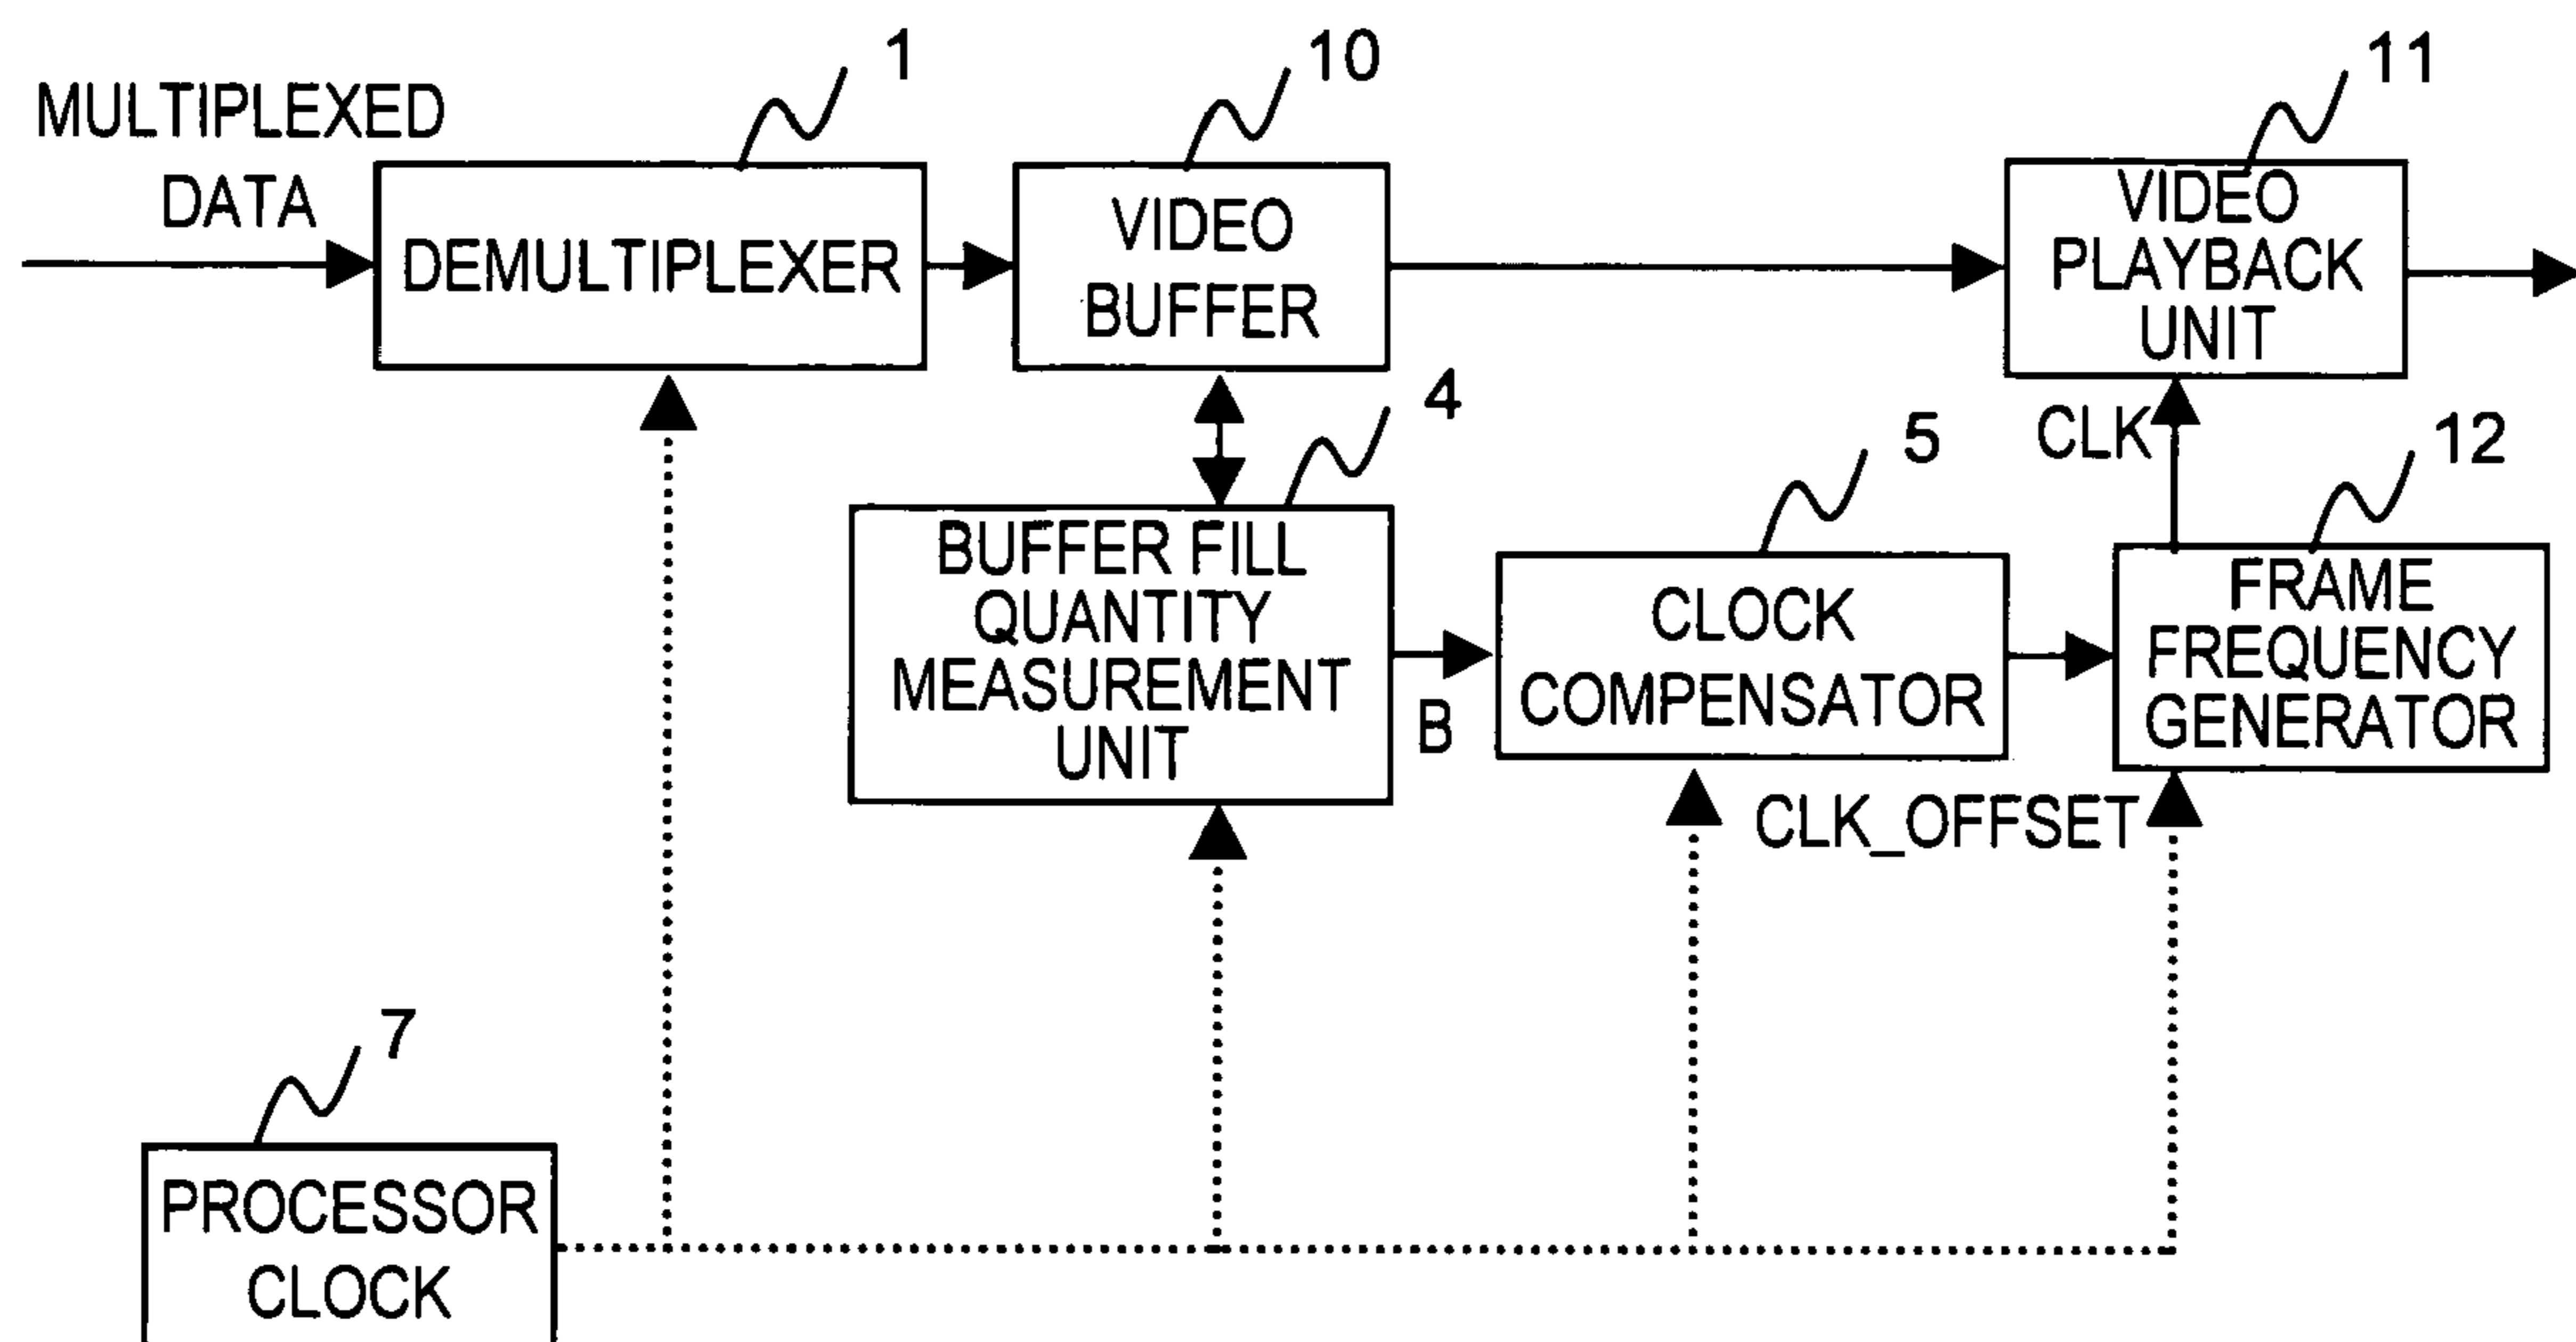 1
10
11
MULTIPLEXED
DATA
DEMULTIPLEXER
VIDEO
BUFFER
VIDEO
PLAYBACK
UNIT
4
5
CLK
12
BUFFER FILL
QUANTITY
MEASUREMENT
UNIT
B
CLOCK
COMPENSATOR
FRAME
FREQUENCY
GENERATOR
CLK_OFFSET
7
PROCESSOR
CLOCK